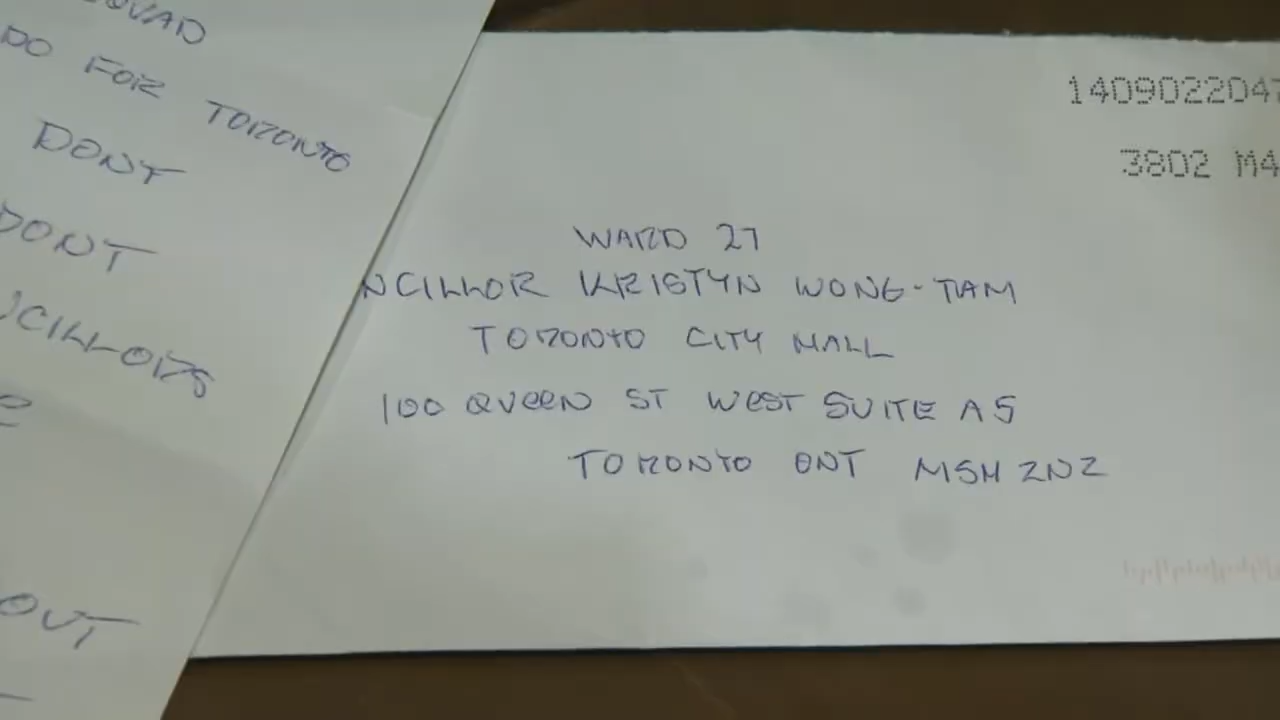 DO FOR TORONTO
DONT
DONT
OUT
1409022047
3802 M4
WARD 27
NCILLOR KRISTYN WONG-TAM
TORONTO CITY HALL
100 QUEEN ST WEST SUITE A5
TORONTO ONT M5H 2N2